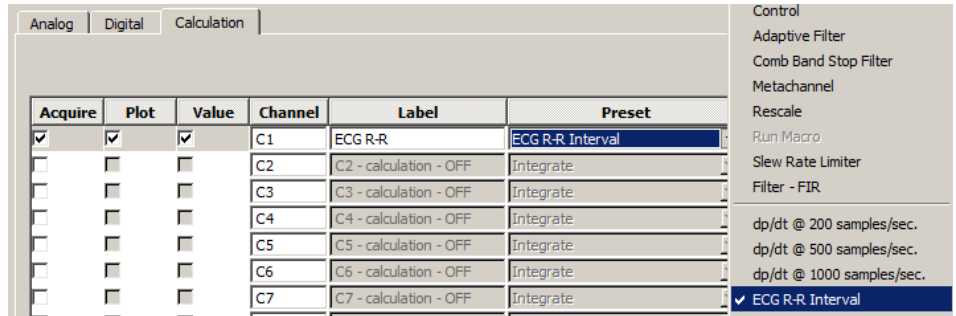 Analog Digital Calculation
Acquire Plot Value Channel Label Preset
C1 ECG R-R ECG R-R Interval
C2 C2 - calculation - OFF Integrate
C3 C3 - calculation - OFF Integrate
C4 C4 - calculation - OFF Integrate
C5 C5 - calculation - OFF Integrate
C6 C6 - calculation - OFF Integrate
C7 C7 - calculation - OFF Integrate
Control
Adaptive Filter
Comb Band Stop Filter
Metachannel
Rescale
Run Macro
Slew Rate Limiter
Filter - FIR
dp/dt @ 200 samples/sec.
dp/dt @ 500 samples/sec.
dp/dt @ 1000 samples/sec.
ECG R-R Interval